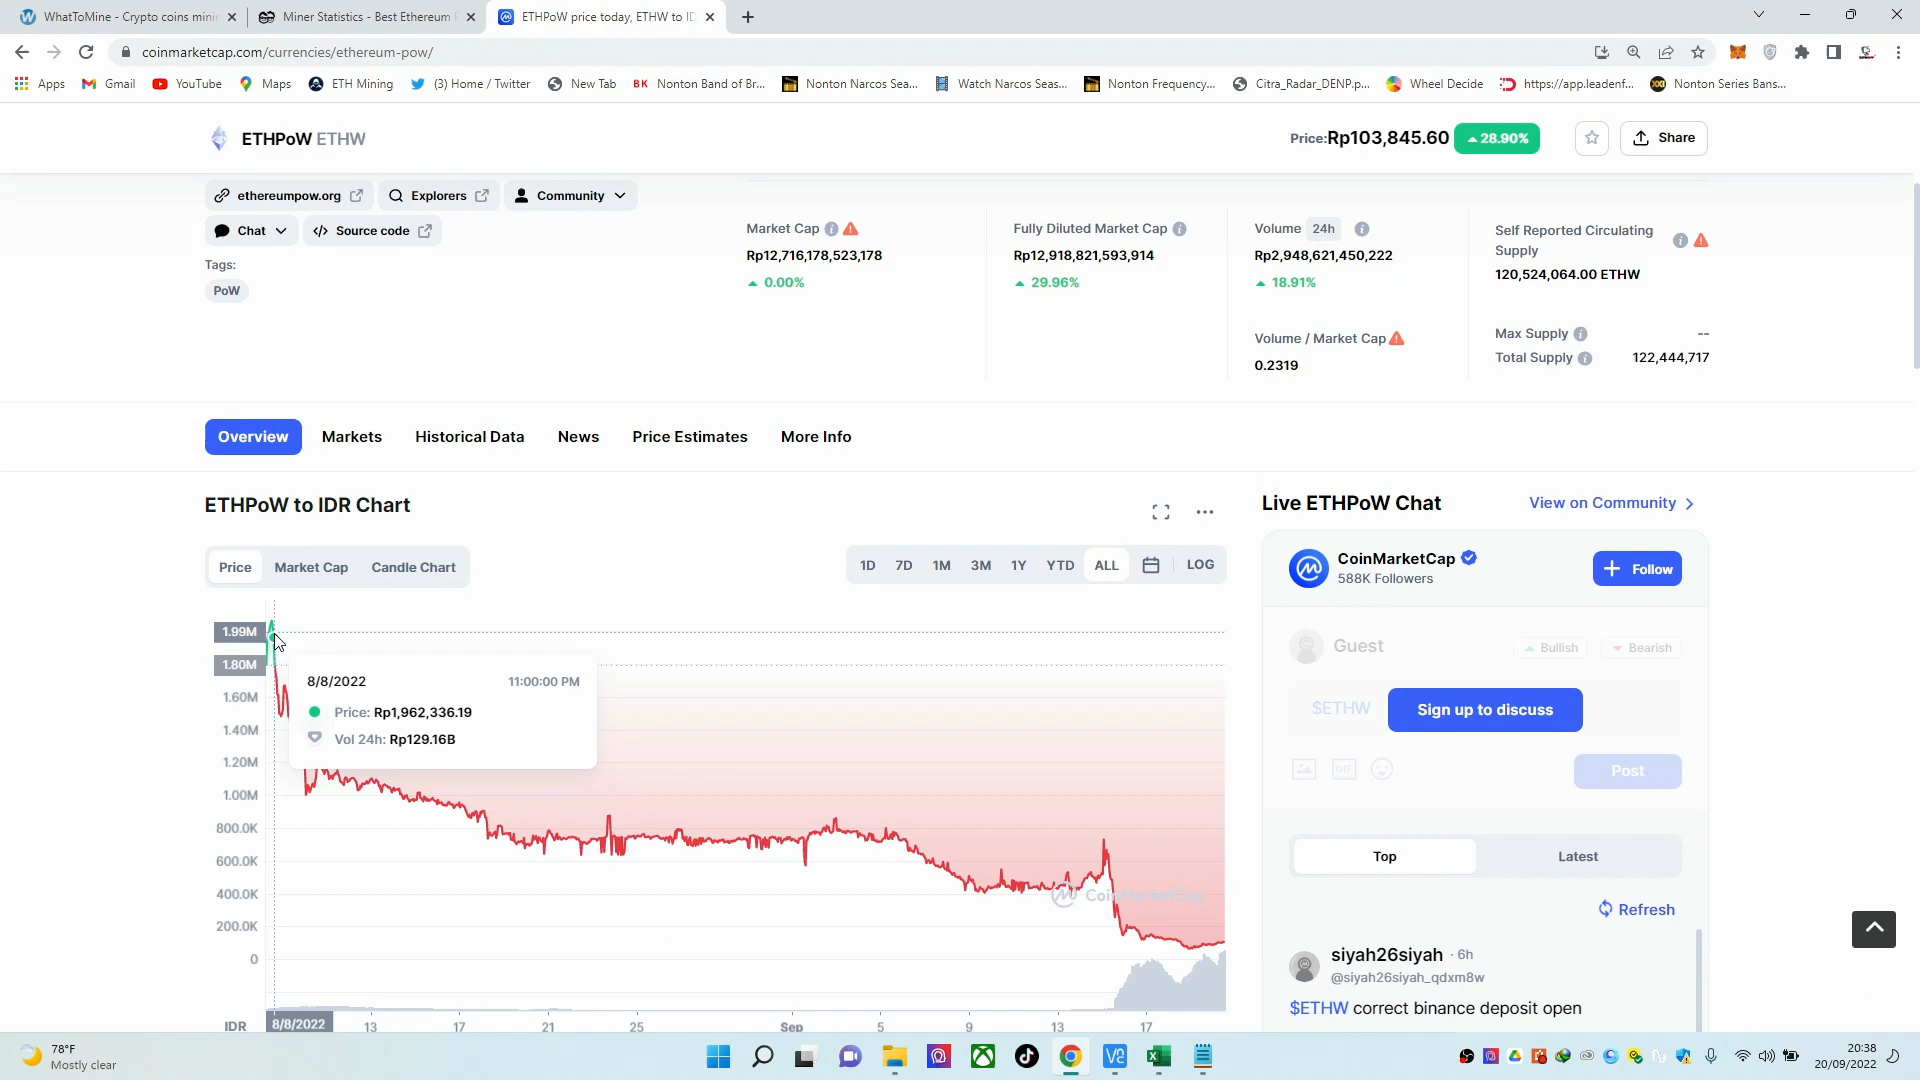 WhatToMine - Crypto coins mini
Miner Statistics - Best Ethereum
ETHPoW price today, ETHW to ID
coinmarketcap.com/currencies/ethereum-pow/
Apps
Gmail
YouTube
Maps
ETH Mining
(3) Home / Twitter
New Tab
BK Nonton Band of Br...
Nonton Narcos Sea...
Watch Narcos Seas...
Nonton Frequency...
Citra_Radar_DENP.p...
Wheel Decide
https://app.leadenf...
Nonton Series Bans...
ETHPoW ETHW
Price:Rp103,845.60
28.90%
Share
ethereumpow.org
Explorers
Community
Chat
Source code
Tags:
PoW
Market Cap
Rp12,716,178,523,178
0.00%
Fully Diluted Market Cap
Rp12,918,821,593,914
29.96%
Volume 24h
Rp2,948,621,450,222
18.91%
Volume / Market Cap
0.2319
Self Reported Circulating
Supply
120,524,064.00 ETHW
Max Supply --
Total Supply 122,444,717
Overview
Markets
Historical Data
News
Price Estimates
More Info
ETHPoW to IDR Chart
Price
Market Cap
Candle Chart
1D
7D
1M
3M
1Y
YTD
ALL
LOG
1.99M
1.80M
1.60M
1.40M
1.20M
1.00M
800.0K
600.0K
400.0K
200.0K
0
8/8/2022 11:00:00 PM
Price: Rp1,962,336.19
Vol 24h: Rp129.16B
CoinMarketCap
IDR
8/8/2022
13
17
21
25
Sep
5
9
13
17
Live ETHPoW Chat
View on Community
CoinMarketCap
588K Followers
Follow
Guest
Bullish
Bearish
$ETHW
Sign up to discuss
GIF
Post
Top
Latest
Refresh
siyah26siyah · 6h
@siyah26siyah_qdxm8w
$ETHW correct binance deposit open
78°F
Mostly clear
20:38
20/09/2022